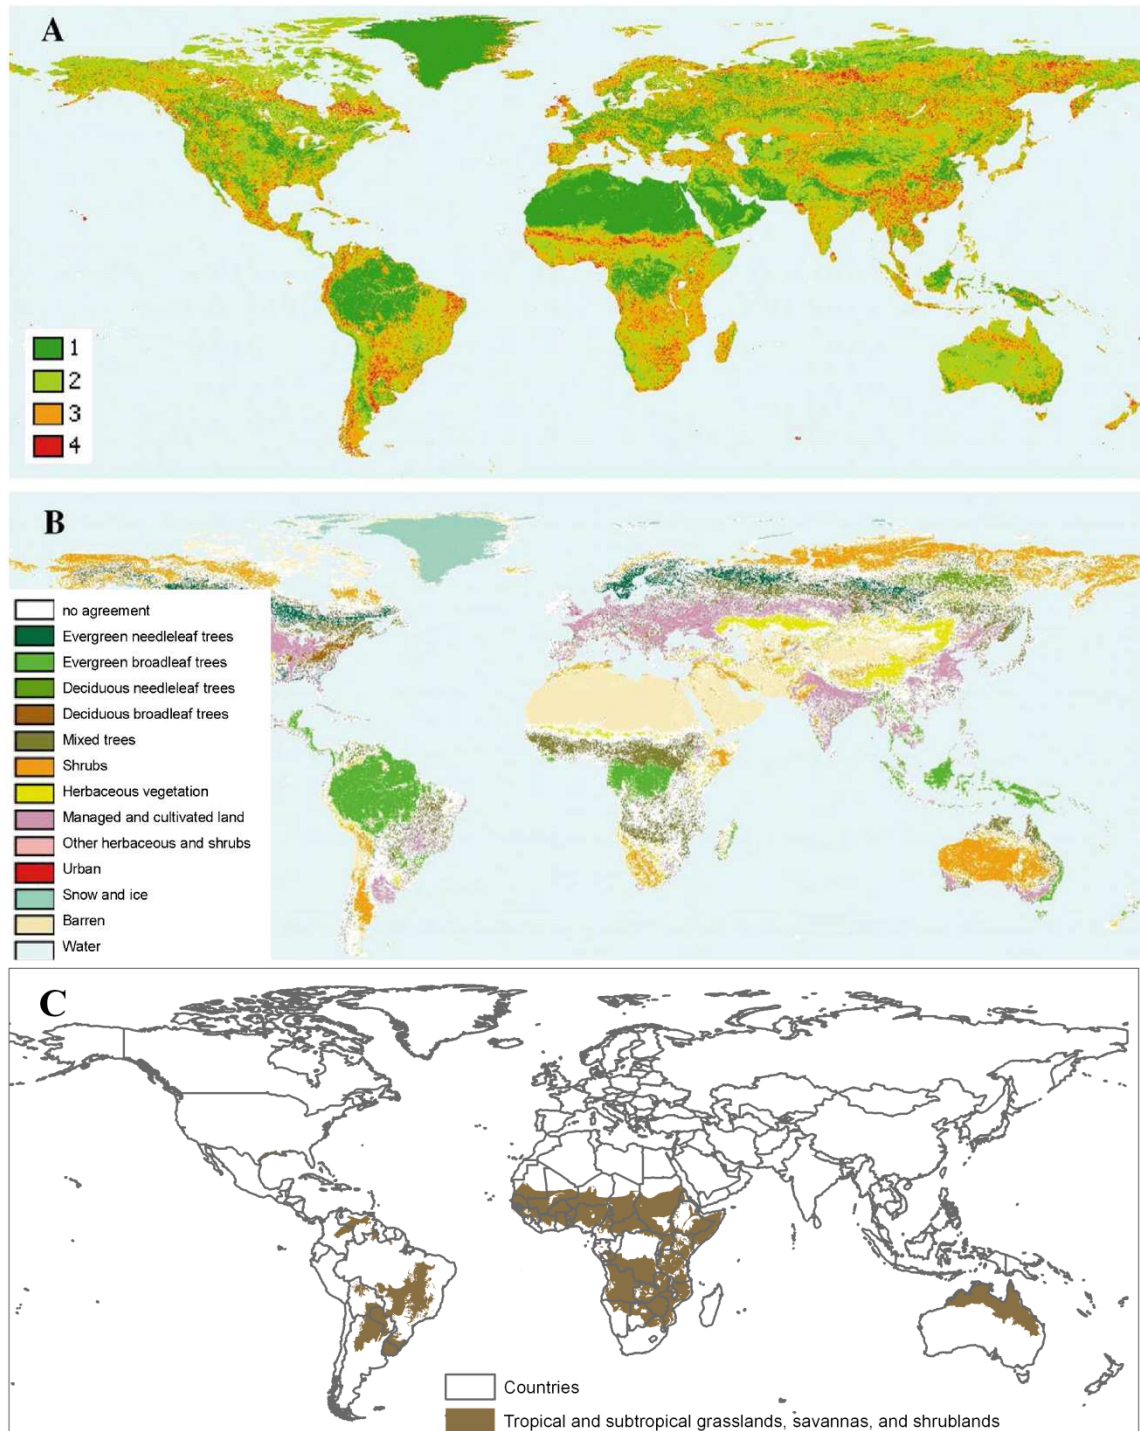 A
1
2
3
4
B
no agreement
Evergreen needleleaf trees
Evergreen broadleaf trees
Deciduous needleleaf trees
Deciduous broadleaf trees
Mixed trees
Shrubs
Herbaceous vegetation
Managed and cultivated land
Other herbaceous and shrubs
Urban
Snow and ice
Barren
Water
C
Countries
Tropical and subtropical grasslands, savannas, and shrublands